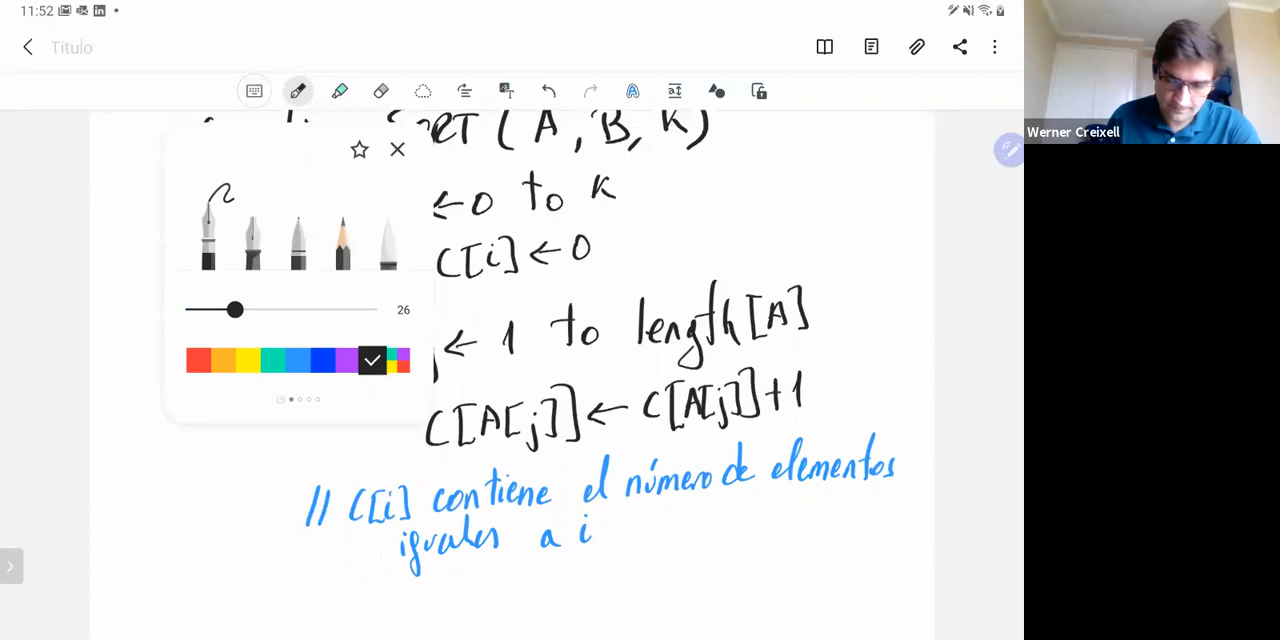 11:52
Título
Werner Creixell
RT ( A, B, K )
← 0 to K
C[i] ← 0
← 1 to length[A]
26
C[A[j]] ← C[A[j]]+1
// C[i] contiene el número de elementos
iguales a i